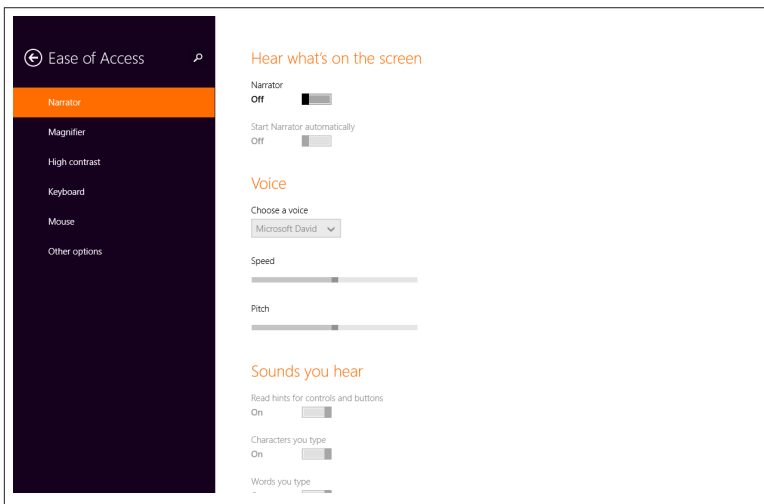 Ease of Access
Narrator
Magnifier
High contrast
Keyboard
Mouse
Other options
Hear what's on the screen
Narrator
Off
Start Narrator automatically
Off
Voice
Choose a voice
Microsoft David
Speed
Pitch
Sounds you hear
Read hints for controls and buttons
On
Characters you type
On
Words you type